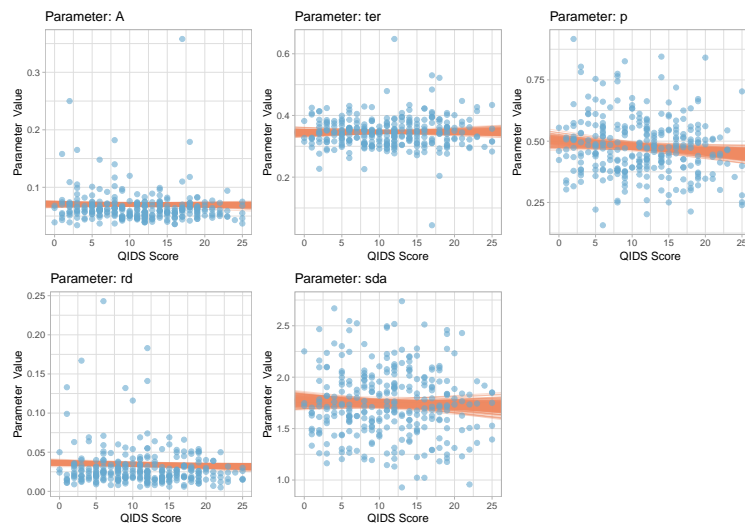 Parameter: A
Parameter: ter
Parameter: p
Parameter Value
0.3
0.2
0.1
0 5 10 15 20 25
QIDS Score
Parameter Value
0.6
0.4
0.2
0 5 10 15 20 25
QIDS Score
Parameter Value
0.75
0.50
0.25
0 5 10 15 20 25
QIDS Score
Parameter: rd
Parameter: sda
Parameter Value
0.25
0.20
0.15
0.10
0.05
0.00
0 5 10 15 20 25
QIDS Score
Parameter Value
2.5
2.0
1.5
1.0
0 5 10 15 20 25
QIDS Score